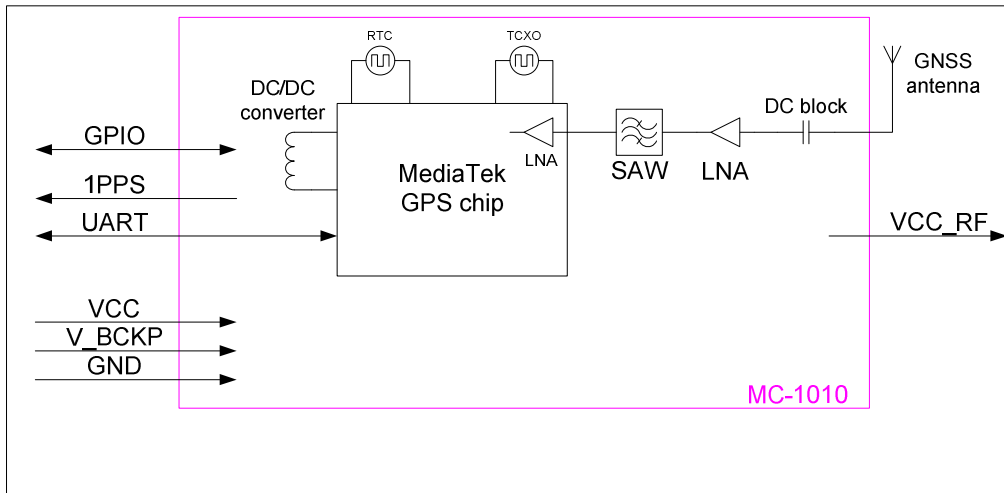 RTC
TCXO
GNSS
antenna
DC/DC
converter
DC block
GPIO
LNA
SAW
LNA
MediaTek
GPS chip
1PPS
UART
VCC_RF
VCC
V_BCKP
GND
MC-1010